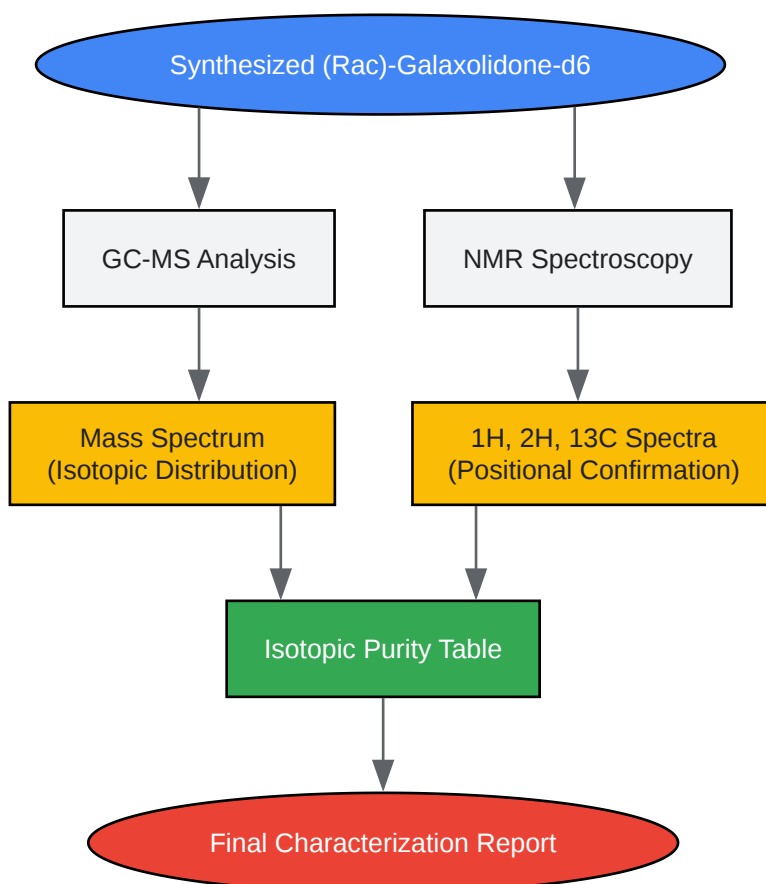 Synthesized (Rac)-Galaxolidone-d6
GC-MS Analysis
NMR Spectroscopy
Mass Spectrum
(Isotopic Distribution)
1H, 2H, 13C Spectra
(Positional Confirmation)
Isotopic Purity Table
Final Characterization Report